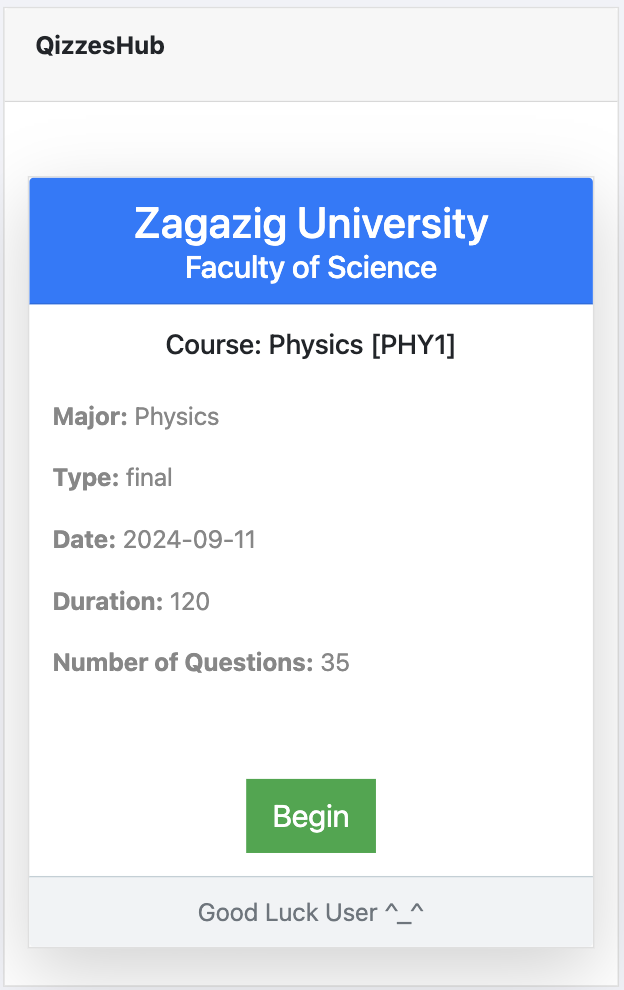 QizzesHub
Zagazig University
Faculty of Science
Course: Physics [PHY1]
Major: Physics
Type: final
Date: 2024-09-11
Duration: 120
Number of Questions: 35
Begin
Good Luck User ^_^